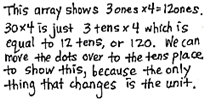 This array shows 3 ones x4=12ones.
30x4 is just 3 tens x 4 which is
equal to 12 tens, or 120. We can
move the dots over to the tens place
to show this, because the only
thing that changes is the unit.